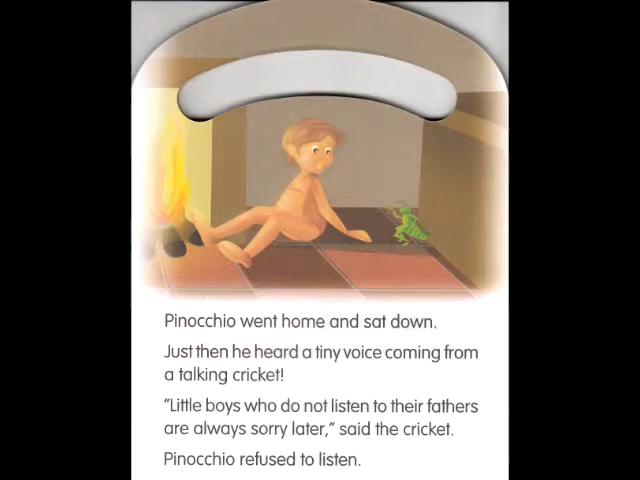 Pinocchio went home and sat down.
Just then he heard a tiny voice coming from
a talking cricket!
“Little boys who do not listen to their fathers
are always sorry later,” said the cricket.
Pinocchio refused to listen.